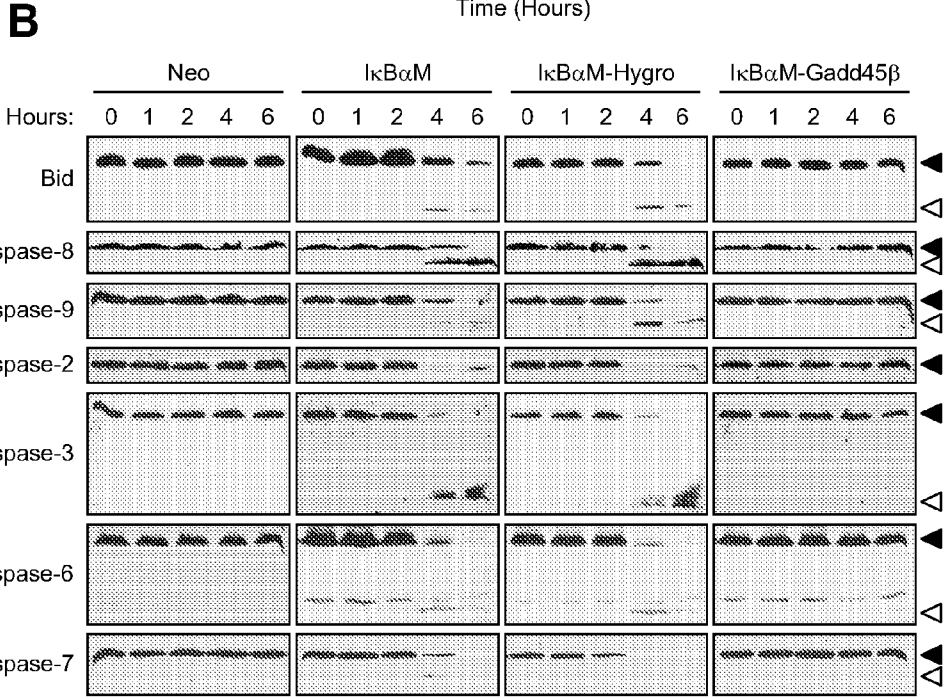 Time (Hours)
B
Neo IκBαM IκBαM-Hygro IκBαM-Gadd45β
Hours: 0 1 2 4 6 0 1 2 4 6 0 1 2 4 6 0 1 2 4 6
Bid
spase-8
spase-9
spase-2
spase-3
spase-6
spase-7